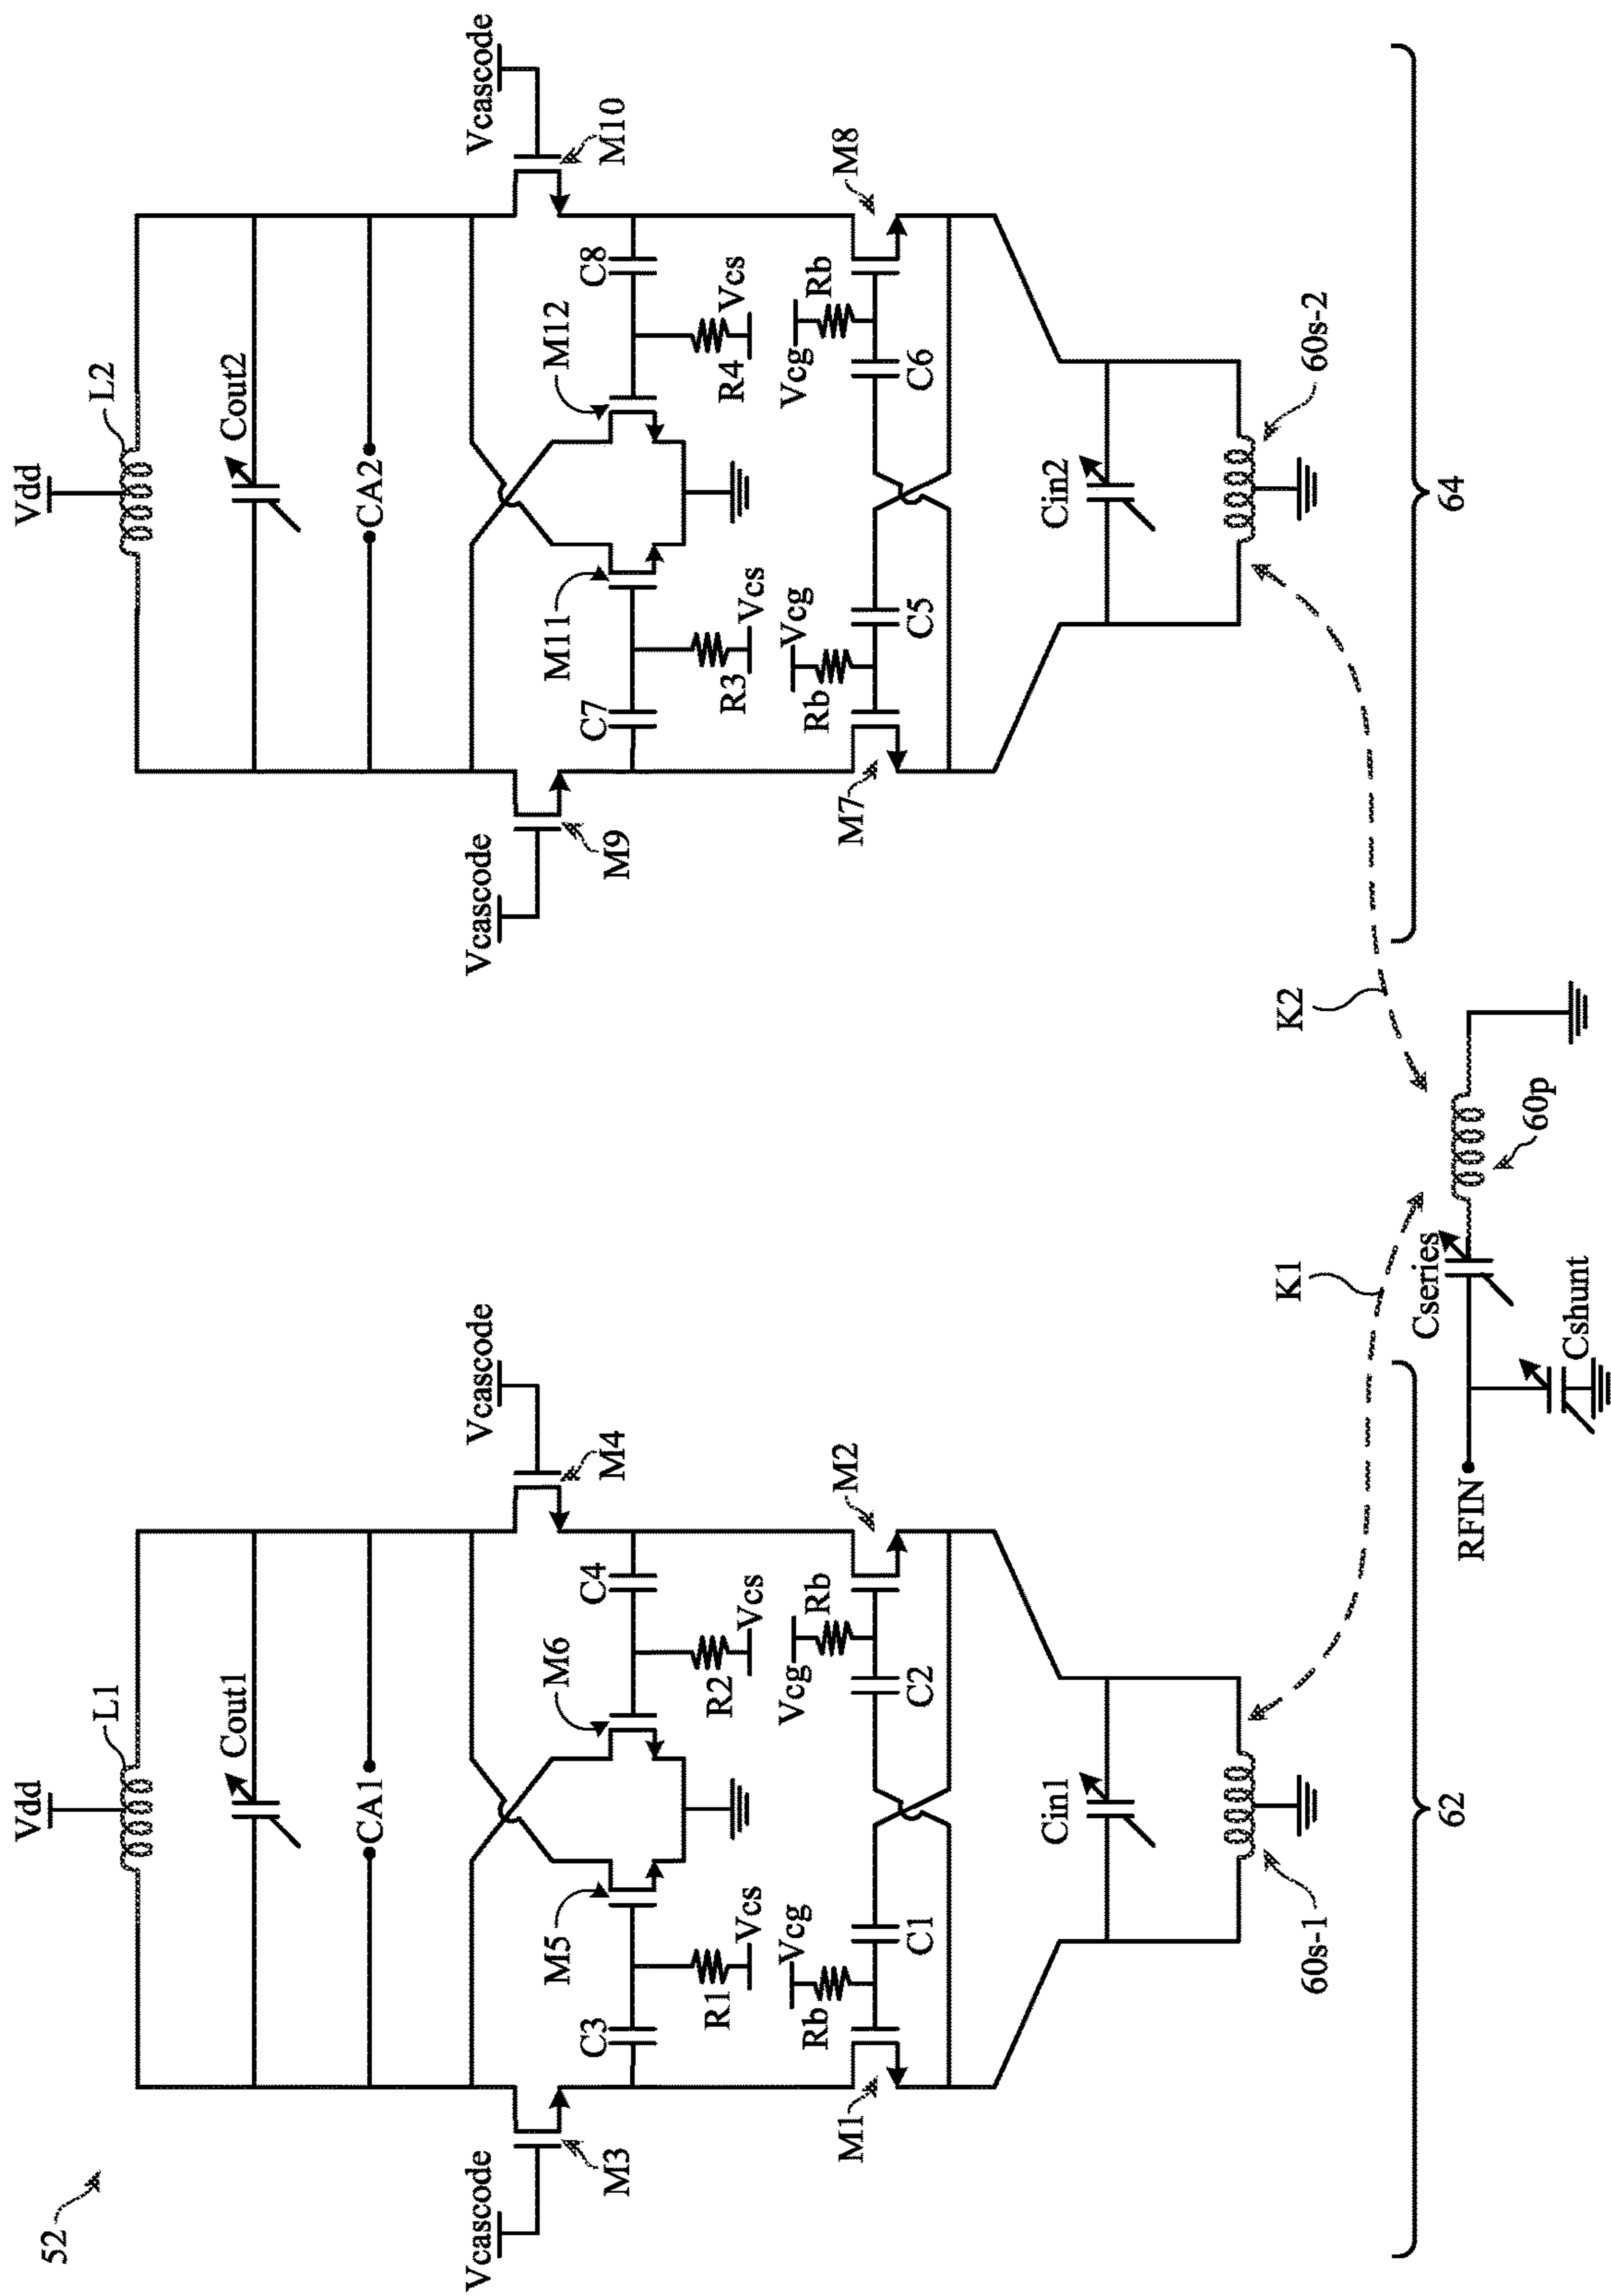 52
Vdd
L1
Cout1
CA1
Vcascode
M3
Vcascode
M4
C3
M5
R1
Vcs
M6
C4
R2
Vcs
M1
Rb
Vcg
C1
Vcg
Rb
C2
M2
Cin1
60s-1
62
K1
Vdd
L2
Cout2
CA2
Vcascode
M9
Vcascode
M10
C7
M11
R3
Vcs
M12
C8
R4
Vcs
M7
Rb
Vcg
C5
Vcg
Rb
C6
M8
Cin2
60s-2
64
K2
RFIN
Cseries
Cshunt
60p